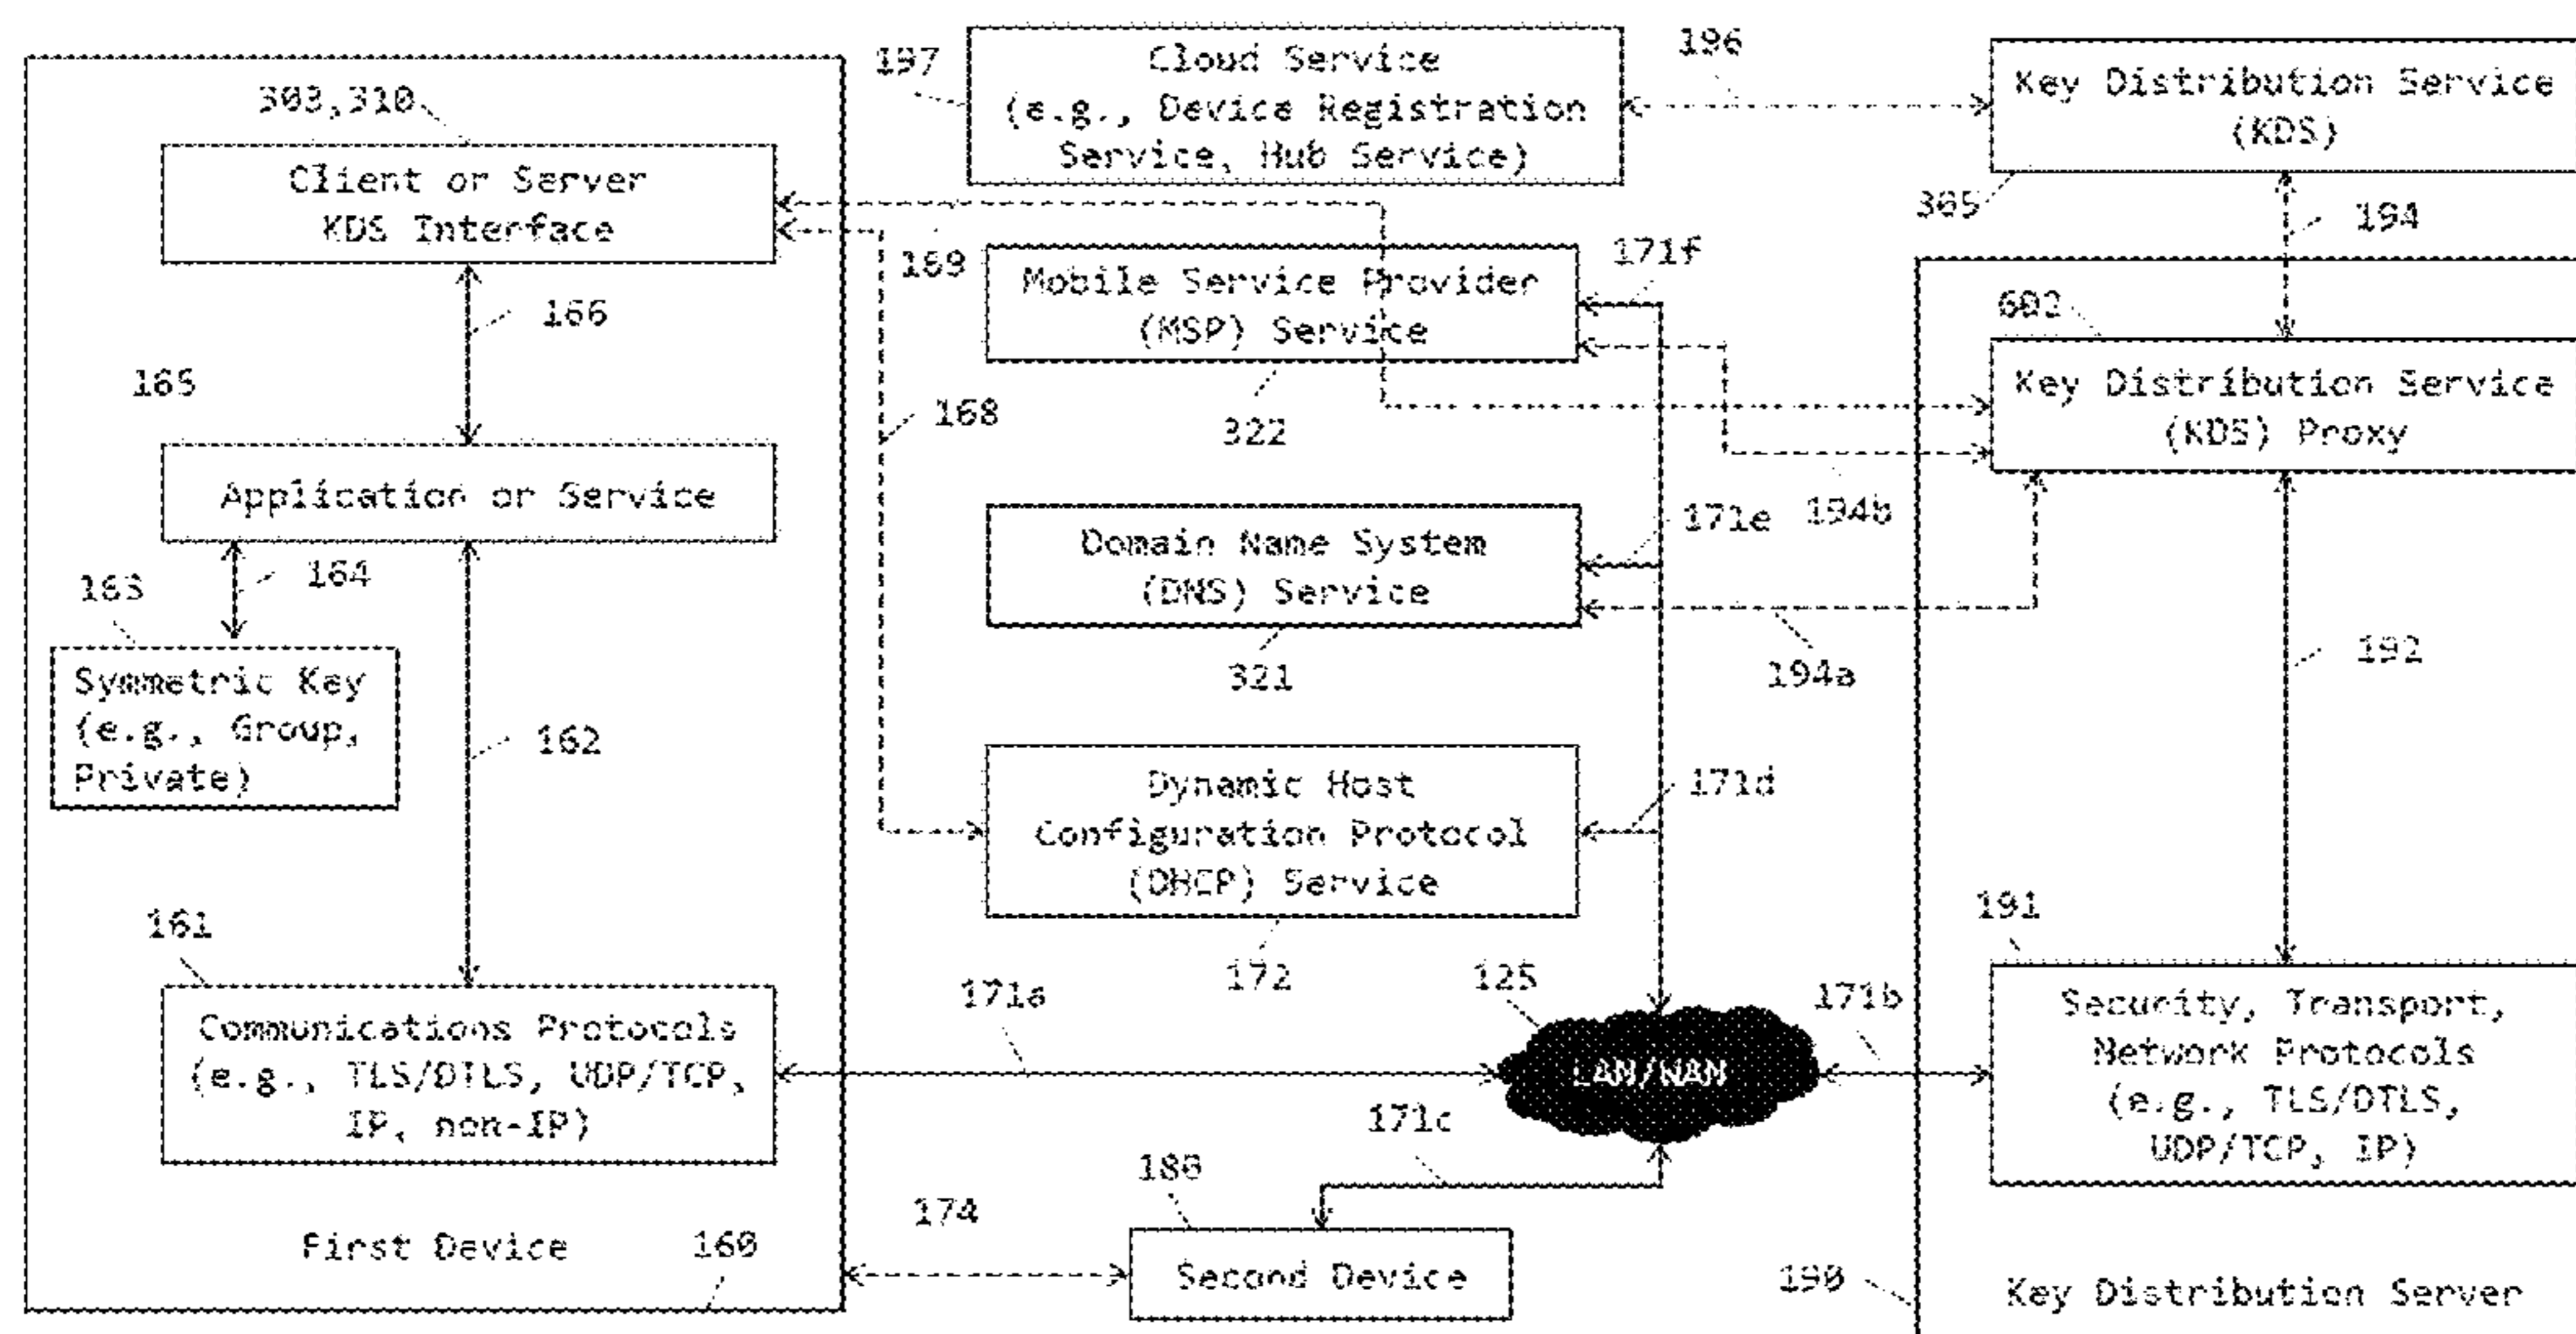 303,310
Client or Server
KDS Interface
166
165
Application or Service
163
164
Symmetric Key
(e.g., Group,
Private)
162
161
Communications Protocols
(e.g., TLS/DTLS, UDP/TCP,
IP, non-IP)
First Device
160
197
Cloud Service
(e.g., Device Registration
Service, Hub Service)
196
169
168
Mobile Service Provider
(MSP) Service
171f
322
Domain Name System
(DNS) Service
171e
194b
321
194a
Dynamic Host
Configuration Protocol
(DHCP) Service
171d
172
171a
125
LAN/WAN
171b
171c
180
174
Second Device
Key Distribution Service
(KDS)
305
194
602
Key Distribution Service
(KDS) Proxy
192
191
Security, Transport,
Network Protocols
(e.g., TLS/DTLS,
UDP/TCP, IP)
190
Key Distribution Server